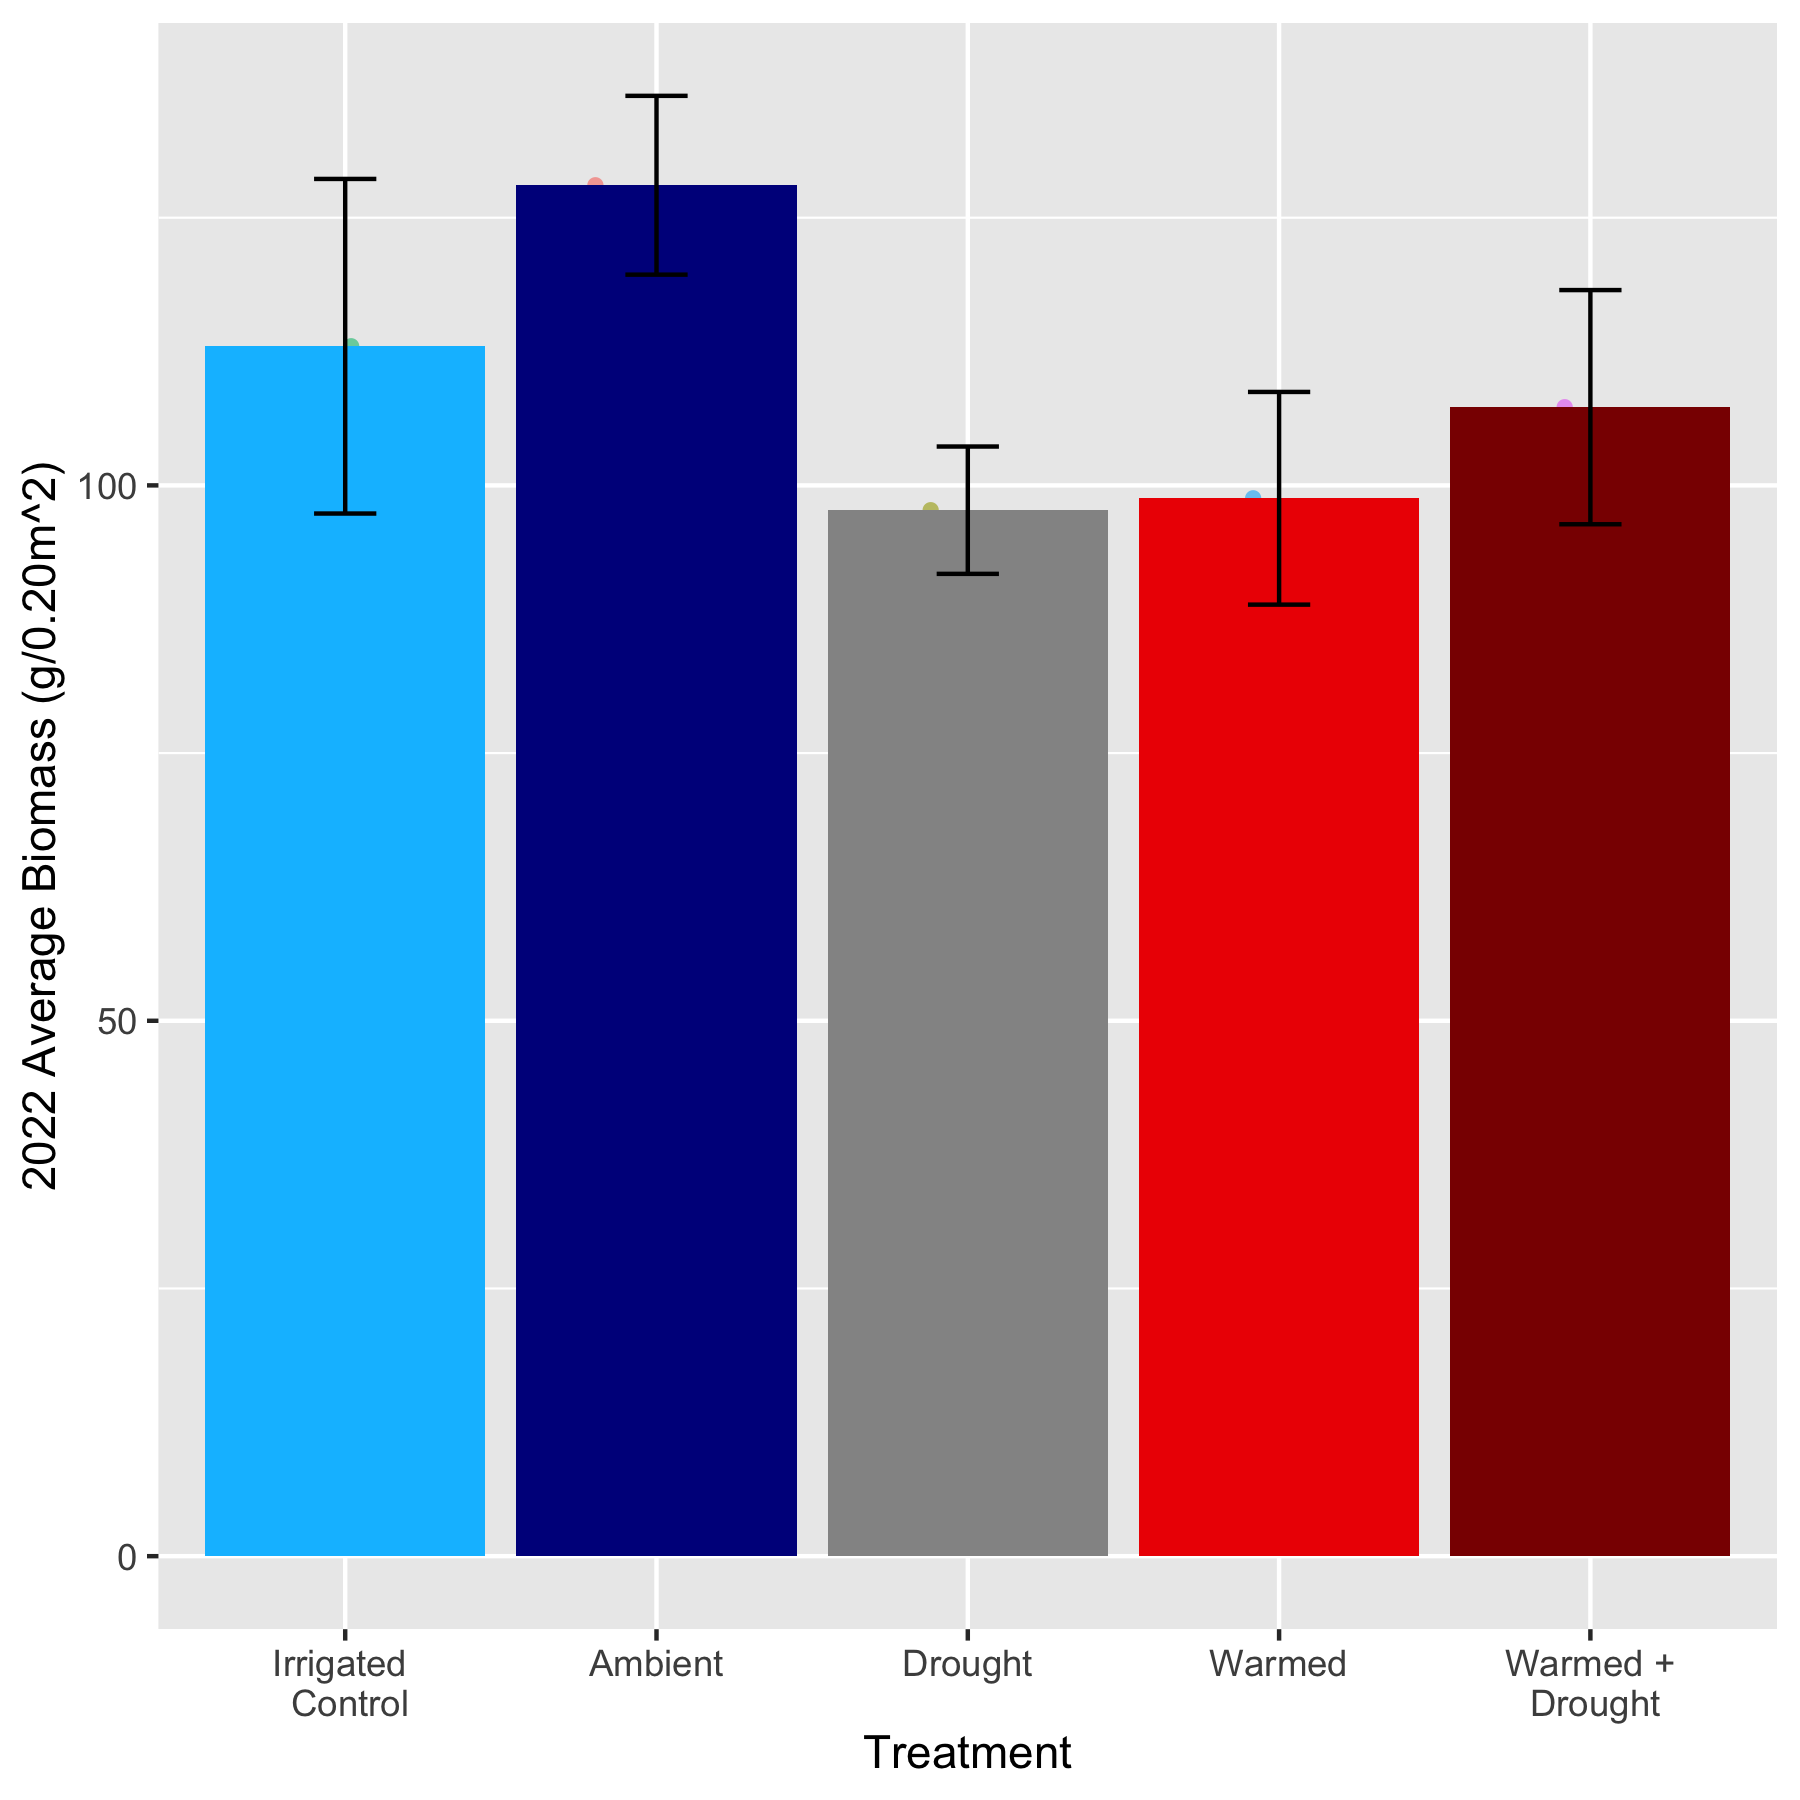 2022 Average Biomass (g/0.20m^2)
100
50
0
Irrigated
Control
Ambient
Drought
Warmed
Warmed +
Drought
Treatment